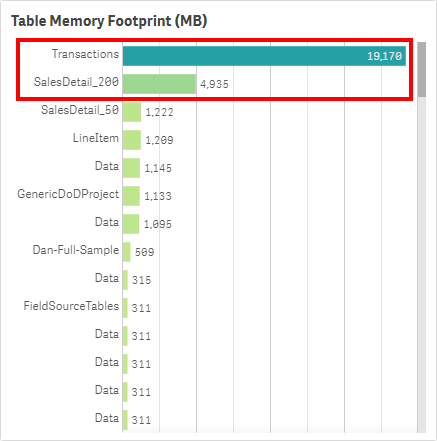 Table Memory Footprint (MB)
Transactions 19,170
SalesDetail_200 4,935
SalesDetail_50 1,222
LineItem 1,209
Data 1,145
GenericDoDProject 1,133
Data 1,095
Dan-Full-Sample 509
Data 315
FieldSourceTables 311
Data 311
Data 311
Data 311
Data 311